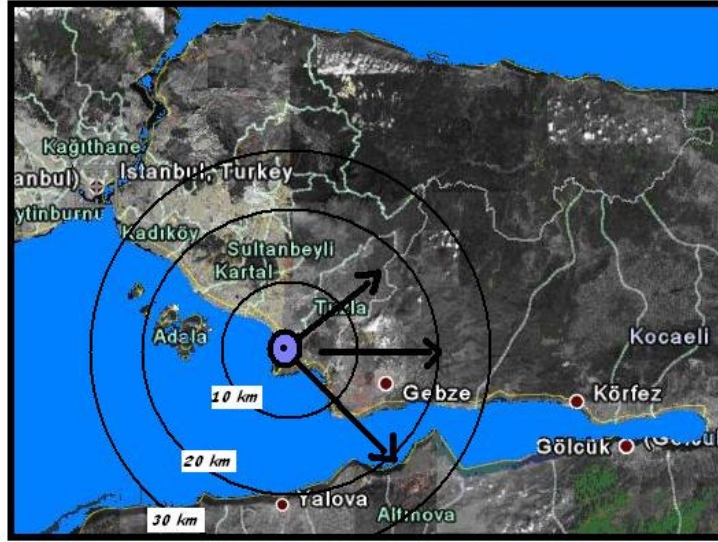 Kağıthane
anbul)
Istanbul, Turkey
ytinburnu
Kadıköy
Sultanbeyli
Kartal
Tuzla
Adala
Kocaeli
Gebze
10 km
Körfez
Gölcük
(Gölcük
20 km
Yalova
Altınova
30 km